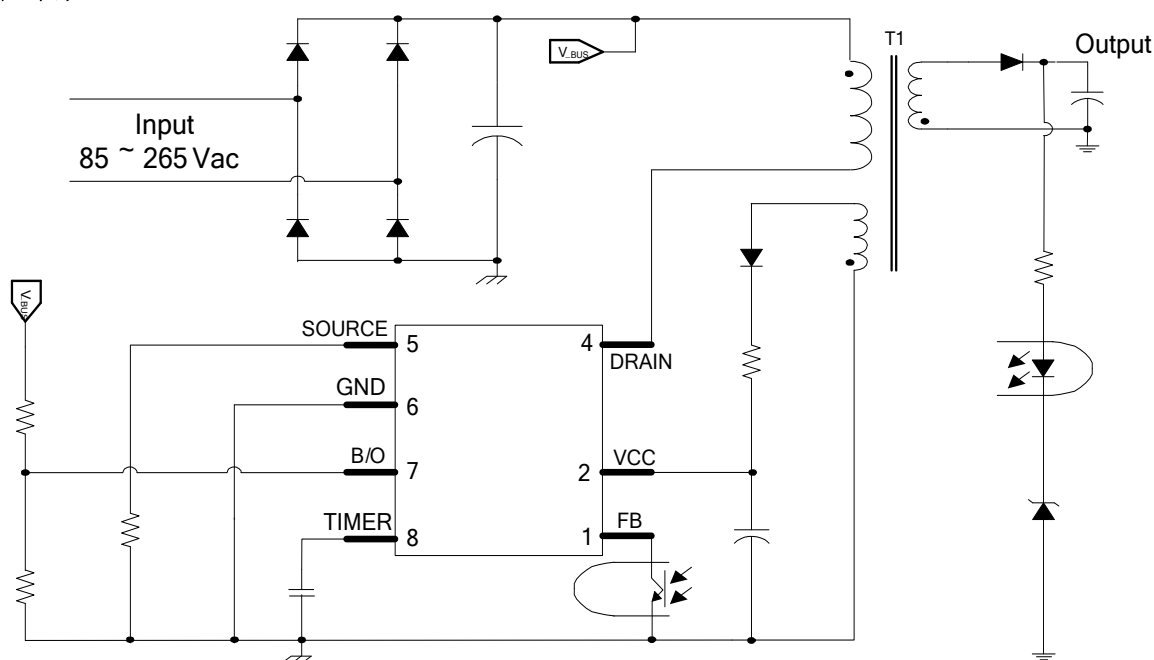 T1
V_BUS
Output
Input
85 ~ 265 Vac
V_BUS
SOURCE
5
4
DRAIN
GND
6
B/O
7
2
VCC
TIMER
8
1
FB